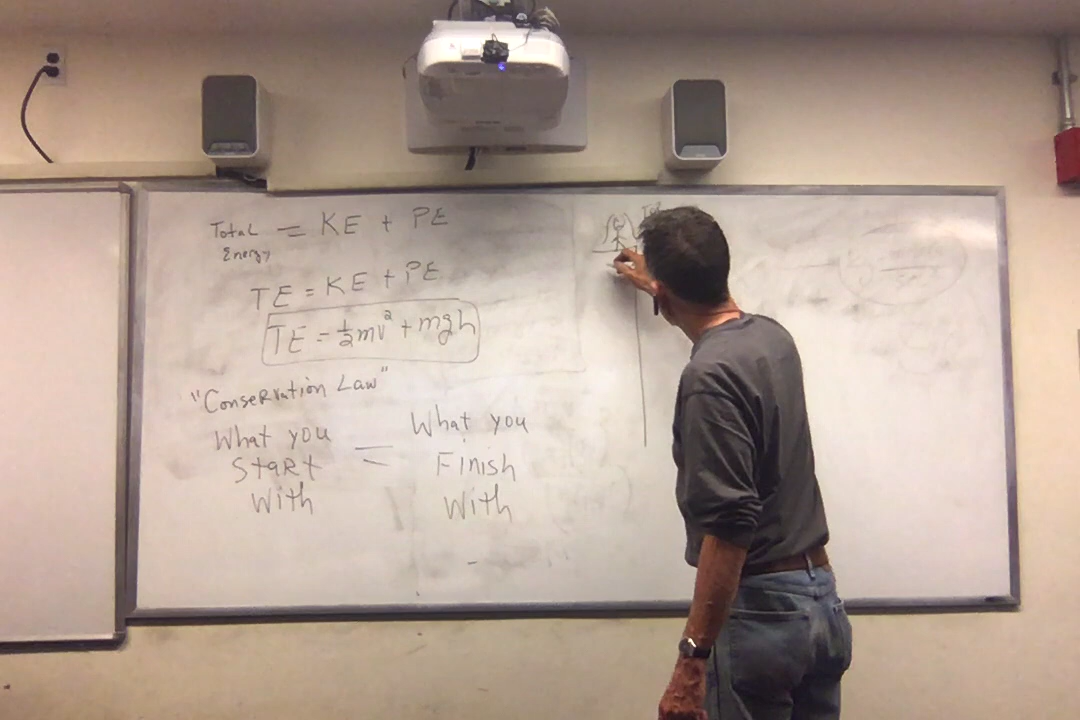 Total = KE + PE
Energy
TE = KE + PE
TE = ½mv² + mgh
"Conservation Law"
What you = What you
Start Finish
With With